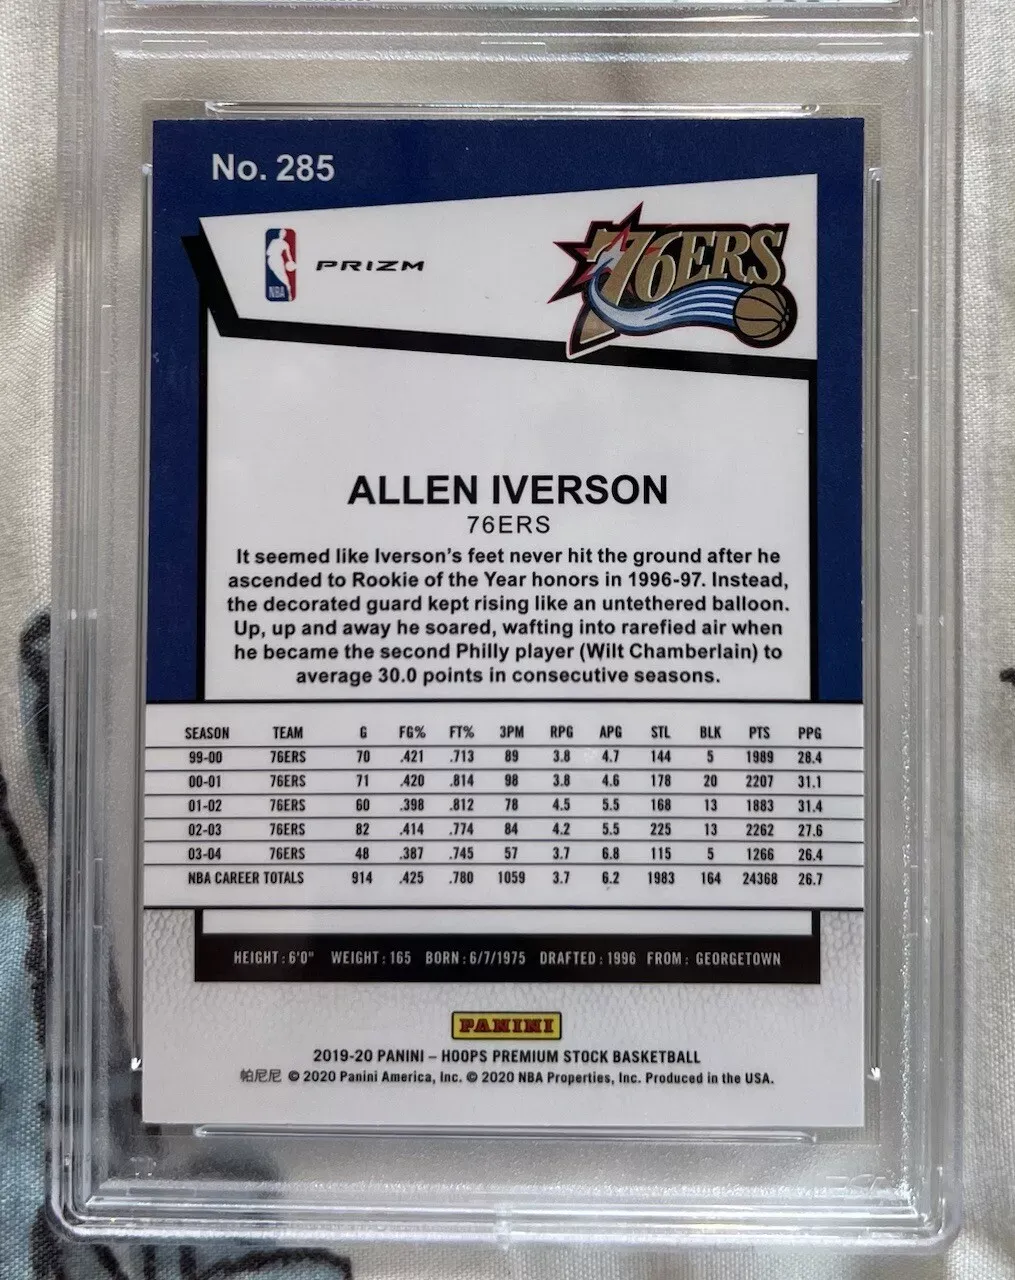 No. 285
NBA
PRIZM
76ERS
ALLEN IVERSON
76ERS
It seemed like Iverson's feet never hit the ground after he
ascended to Rookie of the Year honors in 1996-97. Instead,
the decorated guard kept rising like an untethered balloon.
Up, up and away he soared, wafting into rarefied air when
he became the second Philly player (Wilt Chamberlain) to
average 30.0 points in consecutive seasons.
SEASON TEAM G FG% FT% 3PM RPG APG STL BLK PTS PPG
99-00 76ERS 70 .421 .713 89 3.8 4.7 144 5 1989 28.4
00-01 76ERS 71 .420 .814 98 3.8 4.6 178 20 2207 31.1
01-02 76ERS 60 .398 .812 78 4.5 5.5 168 13 1883 31.4
02-03 76ERS 82 .414 .774 84 4.2 5.5 225 13 2262 27.6
03-04 76ERS 48 .387 .745 57 3.7 6.8 115 5 1266 26.4
NBA CAREER TOTALS 914 .425 .780 1059 3.7 6.2 1983 164 24368 26.7
HEIGHT : 6'0" WEIGHT : 165 BORN : 6/7/1975 DRAFTED : 1996 FROM : GEORGETOWN
PANINI
2019-20 PANINI – HOOPS PREMIUM STOCK BASKETBALL
帕尼尼 © 2020 Panini America, Inc. © 2020 NBA Properties, Inc. Produced in the USA.